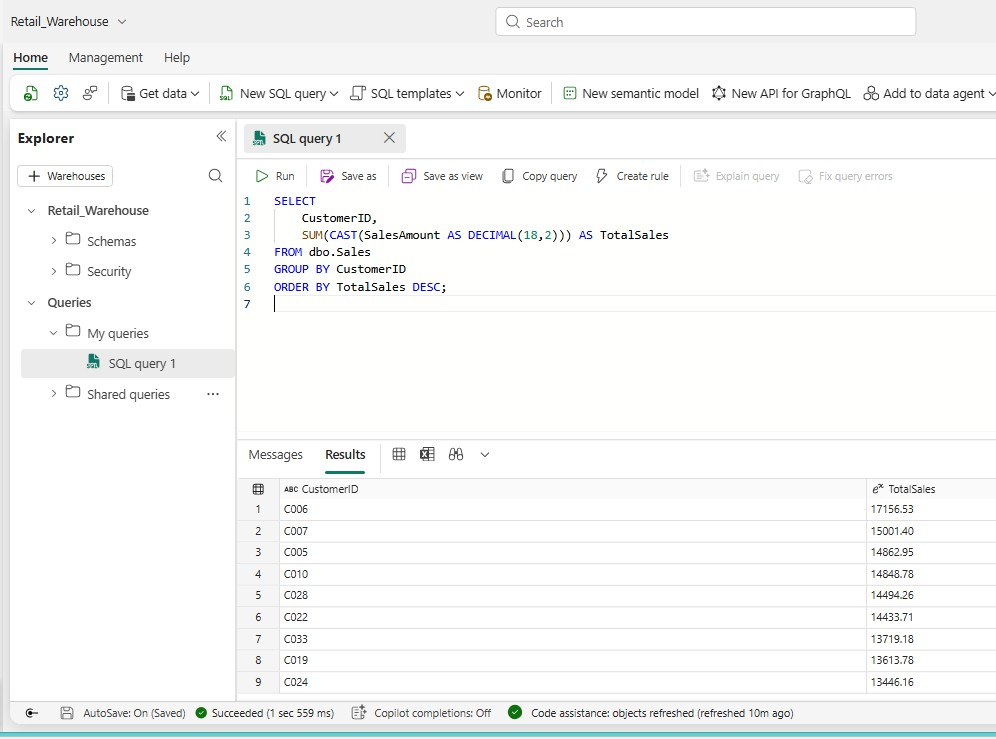 Retail_Warehouse
Search
Home Management Help
Get data New SQL query SQL templates Monitor New semantic model New API for GraphQL Add to data agent
Explorer
Warehouses
Retail_Warehouse
Schemas
Security
Queries
My queries
SQL query 1
Shared queries
SQL query 1
Run Save as Save as view Copy query Create rule Explain query Fix query errors
1 SELECT
2 CustomerID,
3 SUM(CAST(SalesAmount AS DECIMAL(18,2))) AS TotalSales
4 FROM dbo.Sales
5 GROUP BY CustomerID
6 ORDER BY TotalSales DESC;
7
Messages Results
ABC CustomerID eˣ TotalSales
1 C006 17156.53
2 C007 15001.40
3 C005 14862.95
4 C010 14848.78
5 C028 14494.26
6 C022 14433.71
7 C033 13719.18
8 C019 13613.78
9 C024 13446.16
AutoSave: On (Saved) Succeeded (1 sec 559 ms) Copilot completions: Off Code assistance: objects refreshed (refreshed 10m ago)